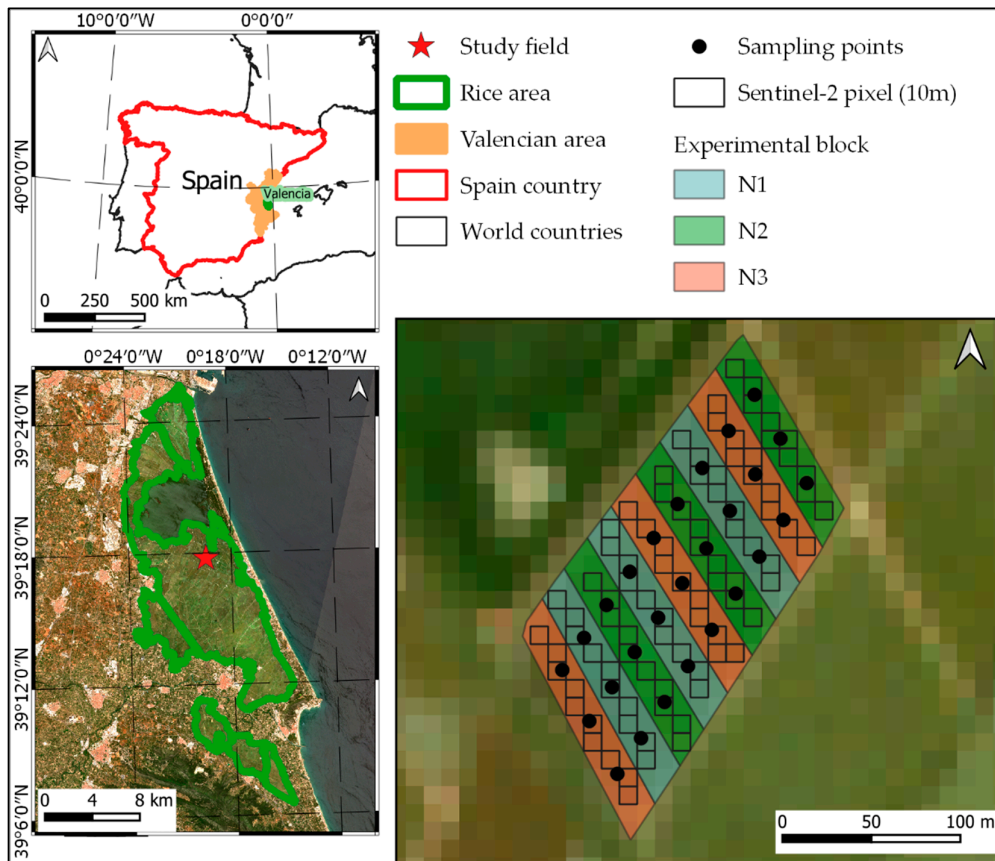 10°0′0″W 0°0′0″
40°0′0″N
Spain
Valencia
0 250 500 km
Study field
Rice area
Valencian area
Spain country
World countries
Sampling points
Sentinel-2 pixel (10m)
Experimental block
N1
N2
N3
0°24′0″W 0°18′0″W 0°12′0″W
39°24′0″N
39°18′0″N
39°12′0″N
39°6′0″N
0 4 8 km
0 50 100 m